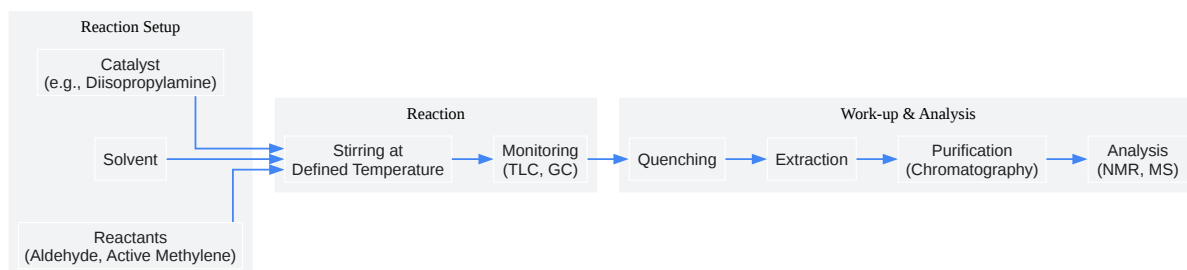 Reaction Setup
Catalyst
(e.g., Diisopropylamine)
Solvent
Reactants
(Aldehyde, Active Methylene)
Reaction
Stirring at
Defined Temperature
Monitoring
(TLC, GC)
Work-up & Analysis
Quenching
Extraction
Purification
(Chromatography)
Analysis
(NMR, MS)